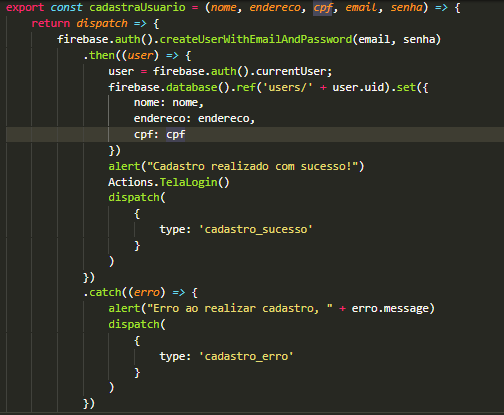 export const cadastraUsuario = (nome, endereco, cpf, email, senha) => {
    return dispatch => {
        firebase.auth().createUserWithEmailAndPassword(email, senha)
            .then((user) => {
                user = firebase.auth().currentUser;
                firebase.database().ref('users/' + user.uid).set({
                    nome: nome,
                    endereco: endereco,
                    cpf: cpf
                })
                alert("Cadastro realizado com sucesso!")
                Actions.TelaLogin()
                dispatch(
                    {
                        type: 'cadastro_sucesso'
                    }
                )
            })
            .catch((erro) => {
                alert("Erro ao realizar cadastro, " + erro.message)
                dispatch(
                    {
                        type: 'cadastro_erro'
                    }
                )
            })